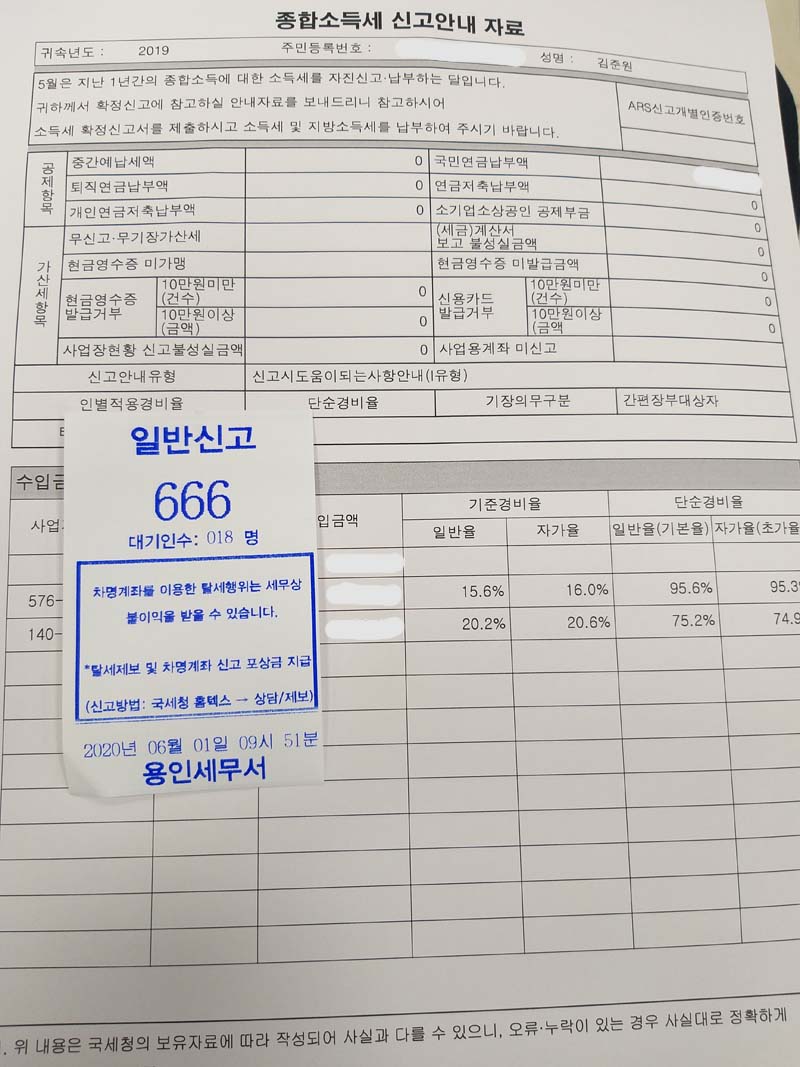 종합소득세 신고안내 자료
귀속년도 : 2019 주민등록번호 : 성명 : 김준원
5월은 지난 1년간의 종합소득에 대한 소득세를 자진신고·납부하는 달입니다.
귀하께서 확정신고에 참고하실 안내자료를 보내드리니 참고하시어
소득세 확정신고서를 제출하시고 소득세 및 지방소득세를 납부하여 주시기 바랍니다.
ARS신고개별인증번호
공제항목
중간예납세액 0 국민연금납부액
퇴직연금납부액 0 연금저축납부액 0
개인연금저축납부액 0 소기업소상공인 공제부금 0
가산세항목
무신고·무기장가산세 (세금)계산서 보고 불성실금액 0
현금영수증 미가맹 현금영수증 미발급금액 0
현금영수증 발급거부 10만원미만 (건수) 0 신용카드 발급거부 10만원미만 (건수) 0
10만원이상 (금액) 0 10만원이상 (금액 0
사업장현황 신고불성실금액 0 사업용계좌 미신고
신고안내유형 신고시도움이되는사항안내(I유형)
인별적용경비율 단순경비율 기장의무구분 간편장부대상자
일반신고
666
대기인수: 018 명
차명계좌를 이용한 탈세행위는 세무상
불이익을 받을 수 있습니다.
*탈세제보 및 차명계좌 신고 포상금 지급
(신고방법: 국세청 홈텍스 → 상담/제보)
2020년 06월 01일 09시 51분
용인세무서
수입금
사업 입금액 기준경비율 단순경비율
일반율 자가율 일반율(기본율) 자가율(초가율
576- 15.6% 16.0% 95.6% 95.3
140- 20.2% 20.6% 75.2% 74.9
. 위 내용은 국세청의 보유자료에 따라 작성되어 사실과 다를 수 있으니, 오류·누락이 있는 경우 사실대로 정확하게